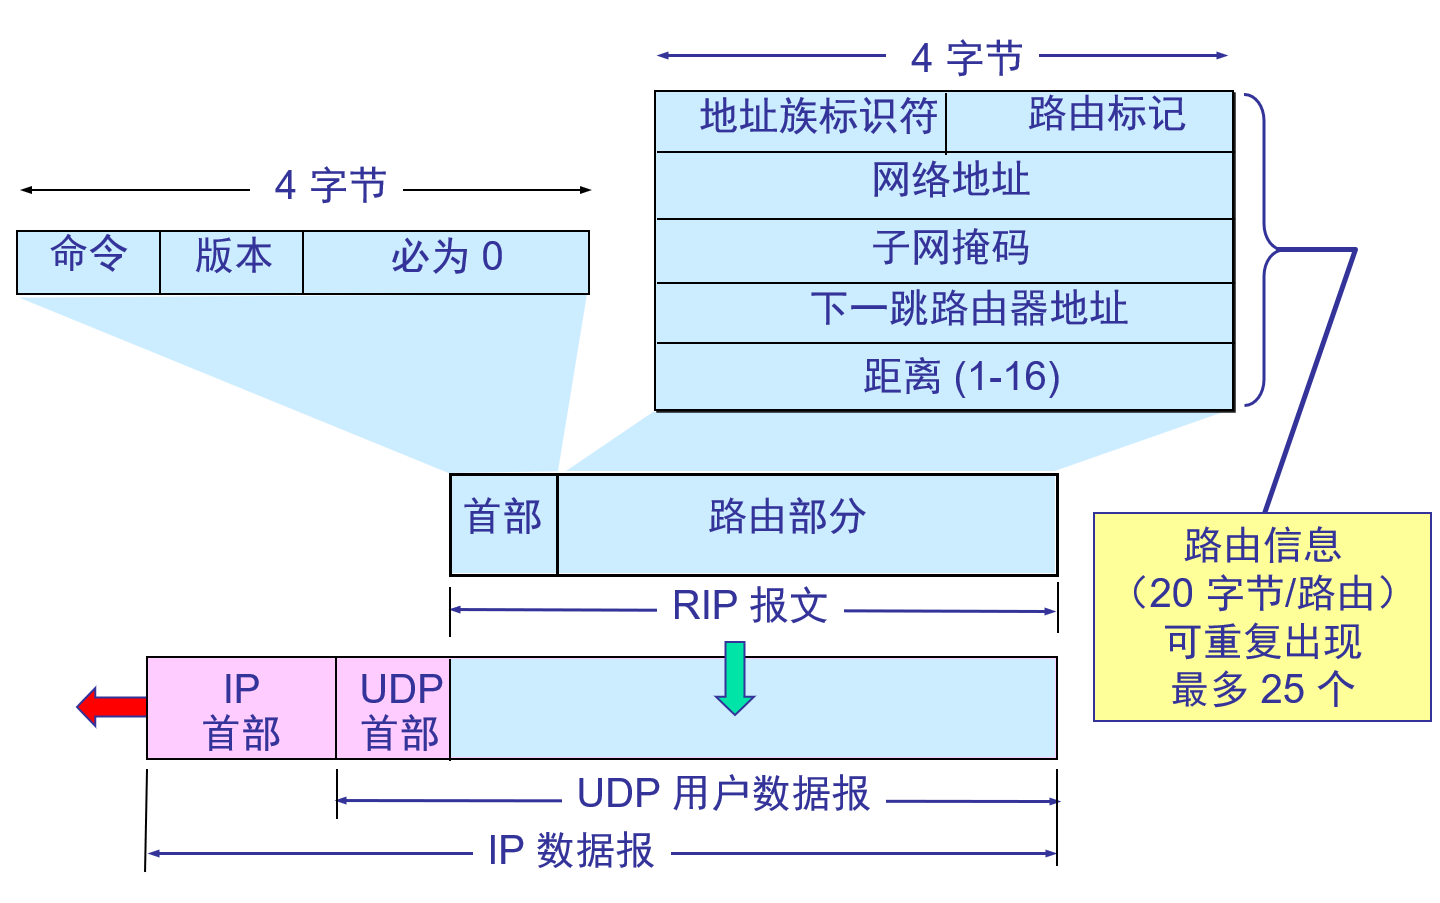 4 字节
地址族标识符 路由标记
网络地址
子网掩码
下一跳路由器地址
距离 (1-16)
4 字节
命令 版本 必为 0
首部 路由部分
RIP 报文
路由信息
（20 字节/路由）
可重复出现
最多 25 个
IP
首部
UDP
首部
UDP 用户数据报
IP 数据报